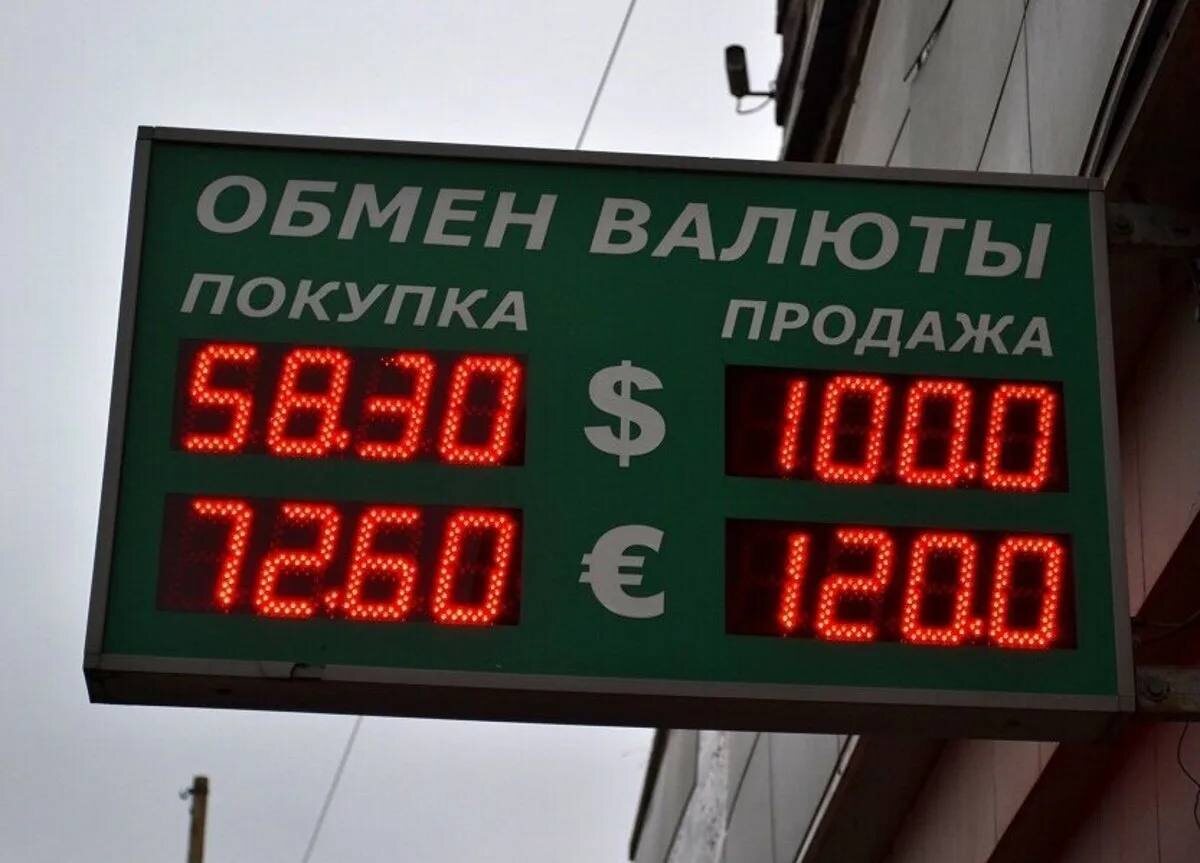 ОБМЕН ВАЛЮТЫ
ПОКУПКА ПРОДАЖА
58.30 $ 100.0
72.60 € 120.0